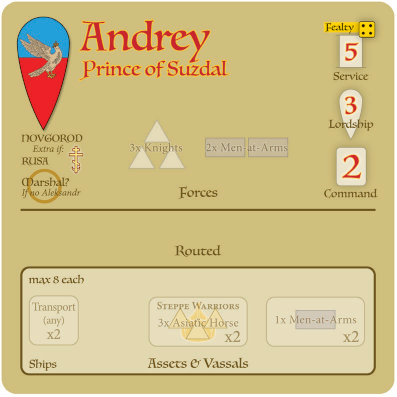 Andrey
Prince of Suzdal
Fealty
5
Service
3
Lordship
2
Command
NOVGOROD
Extra if:
RUSA
Marshal?
If no Aleksandr
3x Knights
2x Men-at-Arms
Forces
Routed
max 8 each
Transport
(any)
x2
STEPPE WARRIORS
3x Asiatic Horse
x2
1x Men-at-Arms
x2
Ships
Assets & Vassals